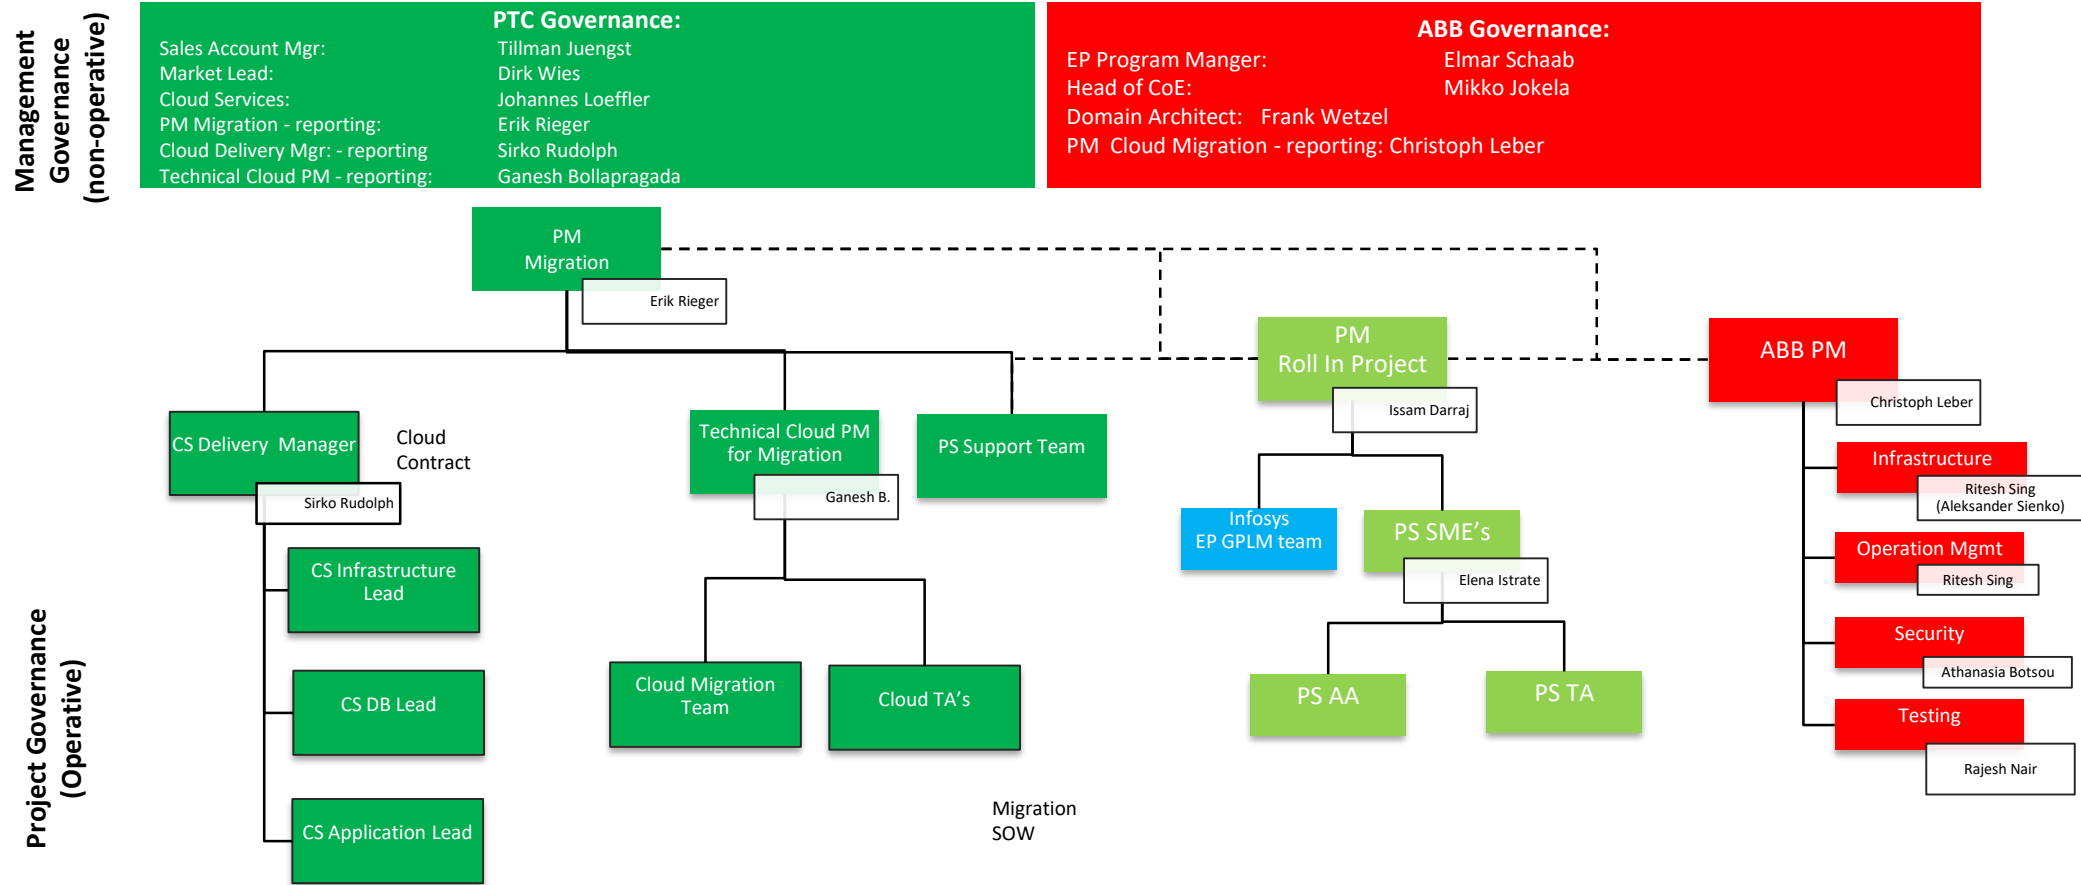 Management
Governance
(non-operative)
PTC Governance:
Sales Account Mgr: Tillman Juengst
Market Lead: Dirk Wies
Cloud Services: Johannes Loeffler
PM Migration - reporting: Erik Rieger
Cloud Delivery Mgr: - reporting Sirko Rudolph
Technical Cloud PM - reporting: Ganesh Bollapragada
ABB Governance:
EP Program Manger: Elmar Schaab
Head of CoE: Mikko Jokela
Domain Architect: Frank Wetzel
PM Cloud Migration - reporting: Christoph Leber
Project Governance
(Operative)
PM
Migration
Erik Rieger
CS Delivery Manager
Sirko Rudolph
Cloud
Contract
CS Infrastructure
Lead
CS DB Lead
CS Application Lead
Technical Cloud PM
for Migration
Ganesh B.
Cloud Migration
Team
Cloud TA's
PS Support Team
PM
Roll In Project
Issam Darraj
Infosys
EP GPLM team
PS SME's
Elena Istrate
PS AA
PS TA
ABB PM
Christoph Leber
Infrastructure
Ritesh Sing
(Aleksander Sienko)
Operation Mgmt
Ritesh Sing
Security
Athanasia Botsou
Testing
Rajesh Nair
Migration
SOW